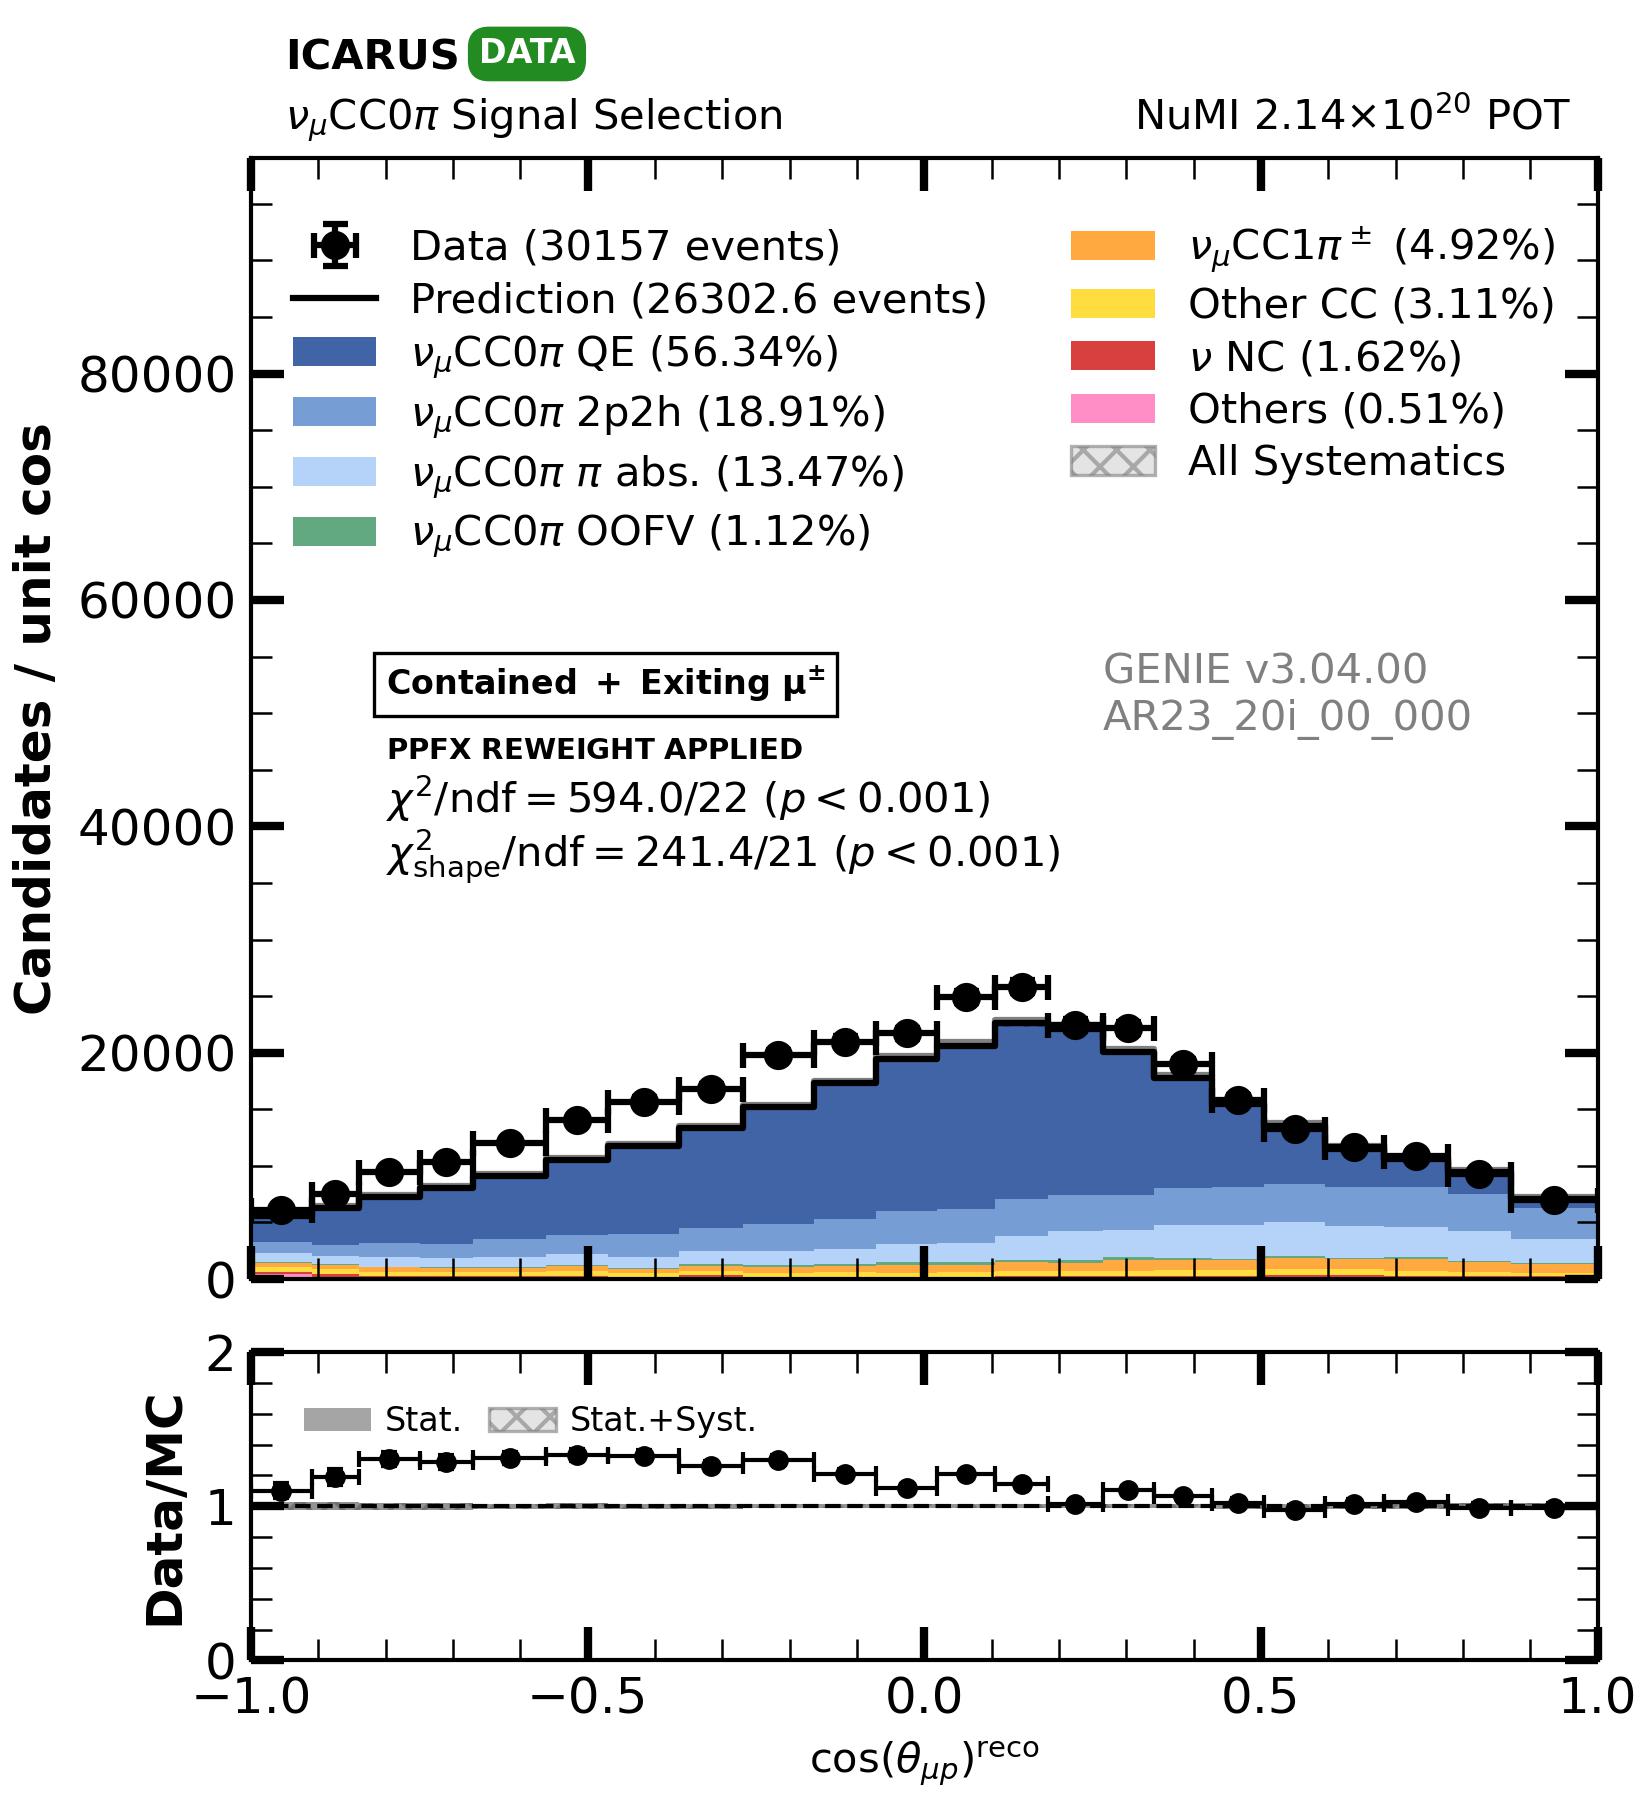 ICARUS DATA
νμCC0π Signal Selection
NuMI 2.14×10²⁰ POT
Data (30157 events)
Prediction (26302.6 events)
νμCC0π QE (56.34%)
νμCC0π 2p2h (18.91%)
νμCC0π π abs. (13.47%)
νμCC0π OOFV (1.12%)
νμCC1π± (4.92%)
Other CC (3.11%)
ν NC (1.62%)
Others (0.51%)
All Systematics
Contained + Exiting μ±
PPFX REWEIGHT APPLIED
χ²/ndf = 594.0/22 (p < 0.001)
χ²shape/ndf = 241.4/21 (p < 0.001)
GENIE v3.04.00
AR23_20i_00_000
Candidates / unit cos
80000
60000
40000
20000
0
Data/MC
2
1
0
Stat.
Stat.+Syst.
−1.0
−0.5
0.0
0.5
1.0
cos(θμp)reco